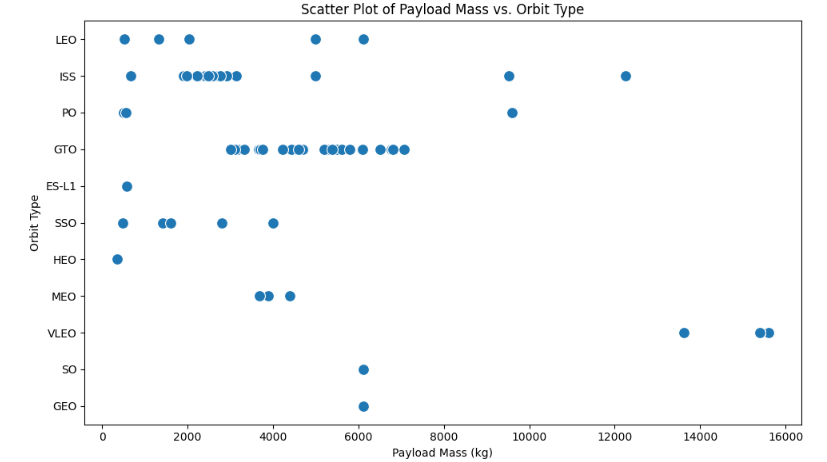 Scatter Plot of Payload Mass vs. Orbit Type
LEO
ISS
PO
GTO
ES-L1
SSO
HEO
MEO
VLEO
SO
GEO
Orbit Type
0 2000 4000 6000 8000 10000 12000 14000 16000
Payload Mass (kg)